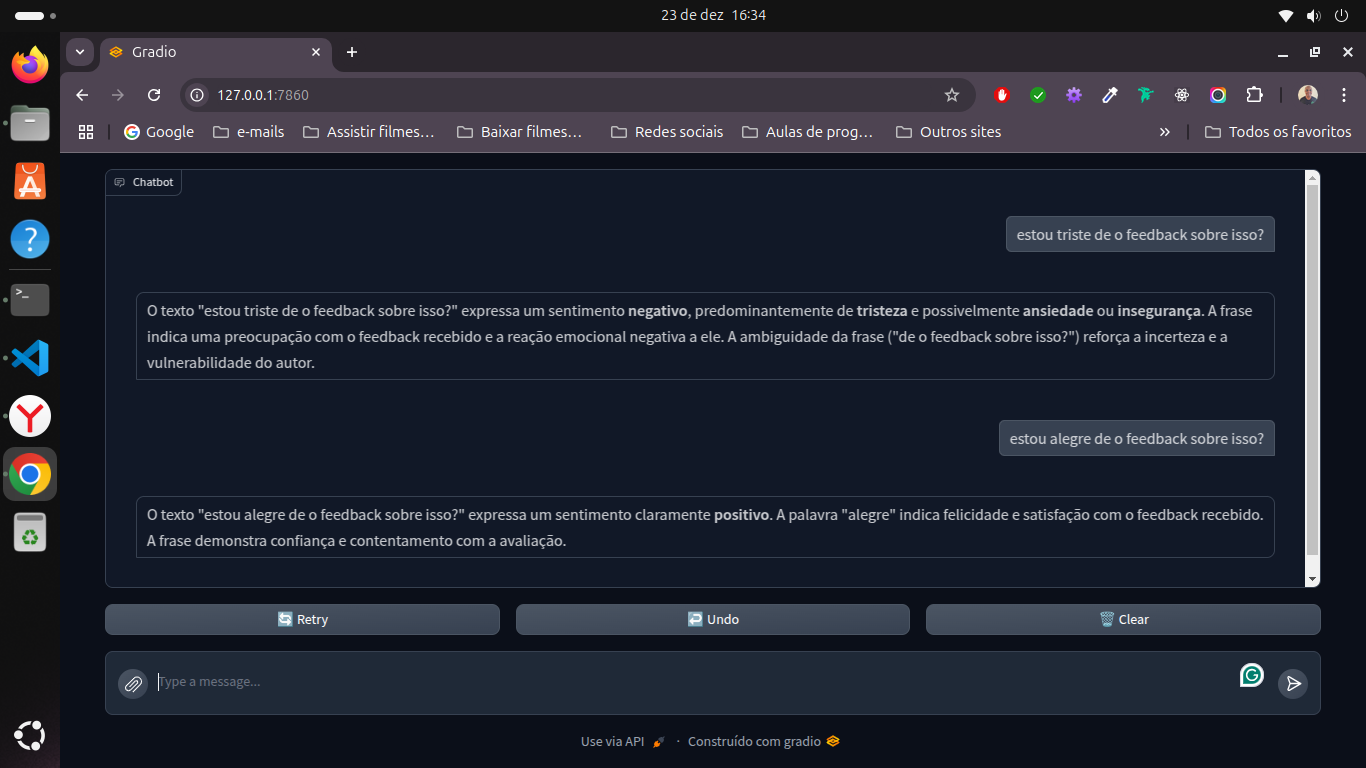 23 de dez 16:34
Gradio
127.0.0.1:7860
Google e-mails Assistir filmes... Baixar filmes... Redes sociais Aulas de prog... Outros sites » Todos os favoritos
Chatbot
estou triste de o feedback sobre isso?
O texto "estou triste de o feedback sobre isso?" expressa um sentimento negativo, predominantemente de tristeza e possivelmente ansiedade ou insegurança. A frase
indica uma preocupação com o feedback recebido e a reação emocional negativa a ele. A ambiguidade da frase ("de o feedback sobre isso?") reforça a incerteza e a
vulnerabilidade do autor.
estou alegre de o feedback sobre isso?
O texto "estou alegre de o feedback sobre isso?" expressa um sentimento claramente positivo. A palavra "alegre" indica felicidade e satisfação com o feedback recebido.
A frase demonstra confiança e contentamento com a avaliação.
Retry Undo Clear
Type a message...
Use via API · Construído com gradio